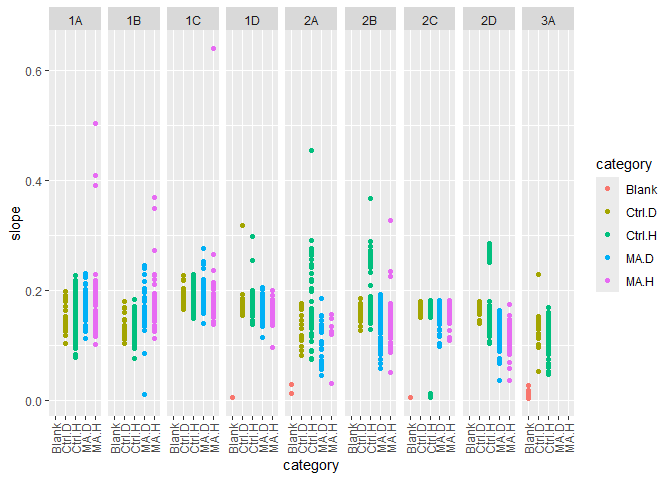 1A 1B 1C 1D 2A 2B 2C 2D 3A
slope
0.6
0.4
0.2
0.0
Blank Ctrl.D Ctrl.H MA.D MA.H Blank Ctrl.D Ctrl.H MA.D MA.H Blank Ctrl.D Ctrl.H MA.D MA.H Blank Ctrl.D Ctrl.H MA.D MA.H Blank Ctrl.D Ctrl.H MA.D MA.H Blank Ctrl.D Ctrl.H MA.D MA.H Blank Ctrl.D Ctrl.H MA.D MA.H Blank Ctrl.D Ctrl.H MA.D MA.H Blank Ctrl.D Ctrl.H MA.D MA.H
category
category
Blank
Ctrl.D
Ctrl.H
MA.D
MA.H